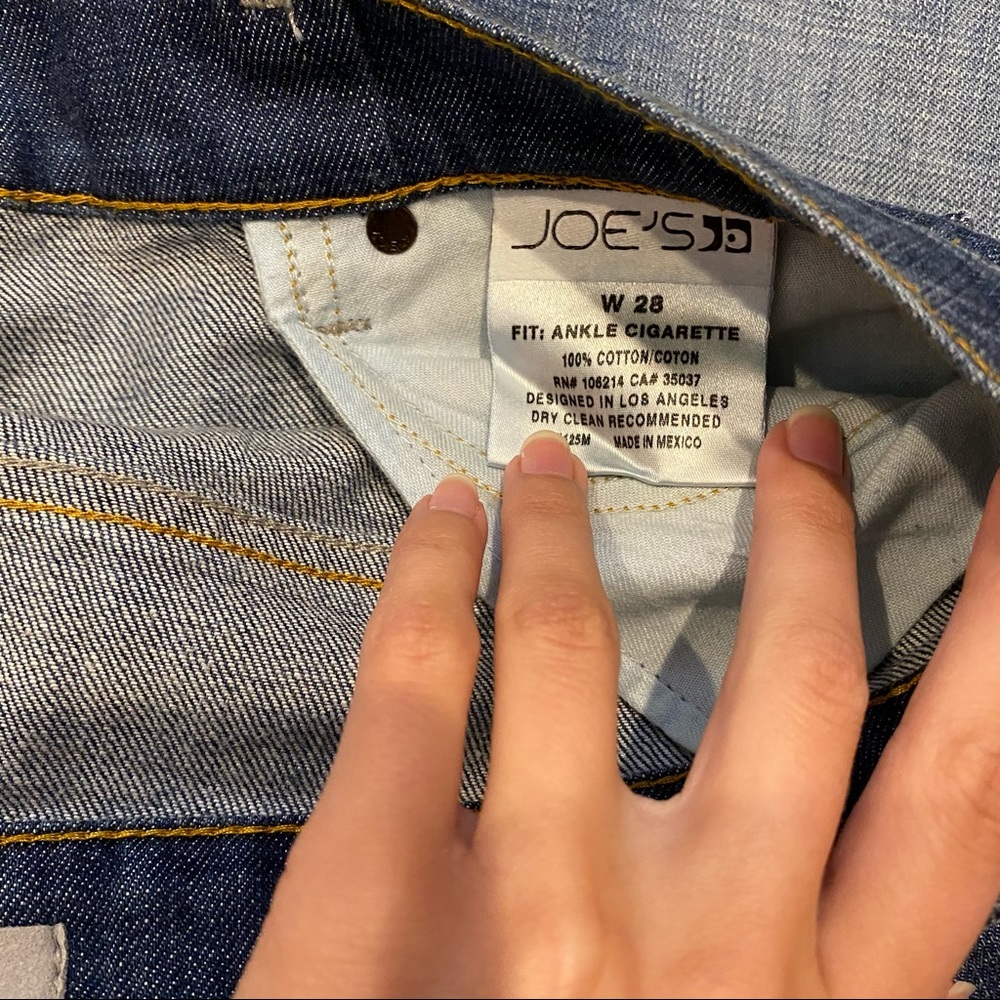 JOE'S
W 28
FIT: ANKLE CIGARETTE
100% COTTON/COTON
RN# 106214 CA# 35037
DESIGNED IN LOS ANGELES
DRY CLEAN RECOMMENDED
125M MADE IN MEXICO